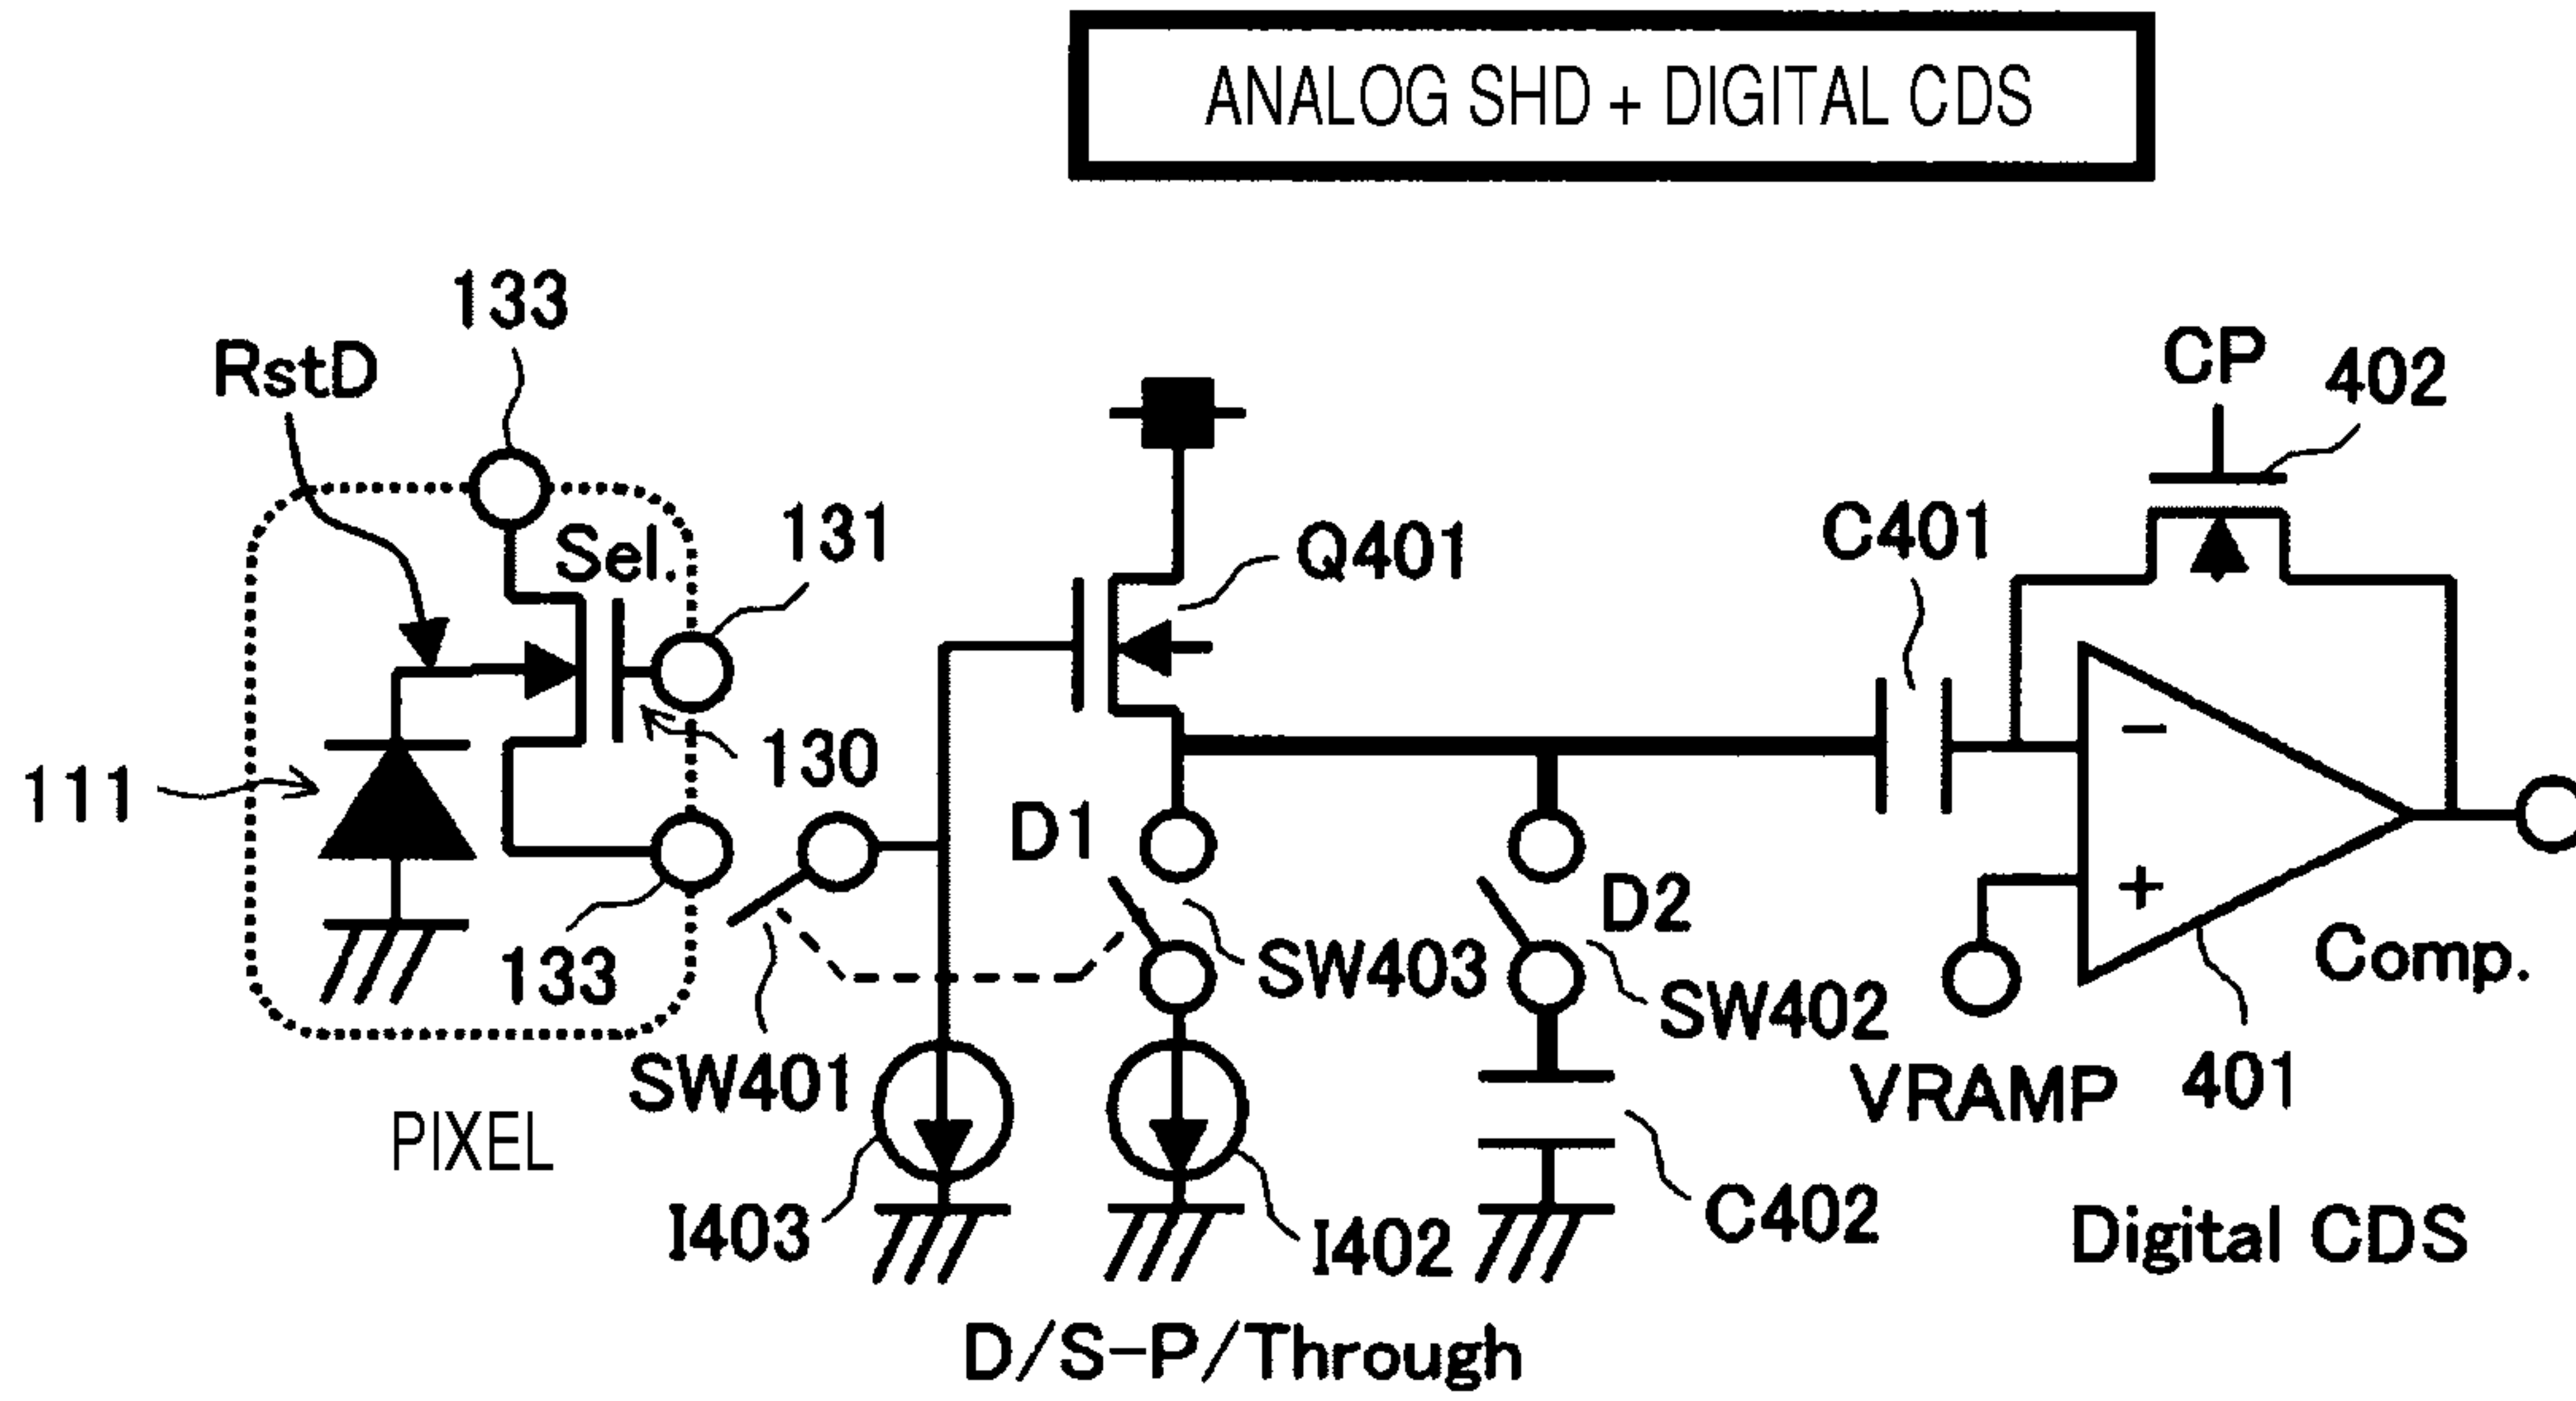 ANALOG SHD + DIGITAL CDS
133
RstD
CP
402
Sel.
131
Q401
C401
130
111
D1
D2
133
SW403
SW402
Comp.
SW401
VRAMP
401
PIXEL
I403
I402
C402
Digital CDS
D/S-P/Through
−
+